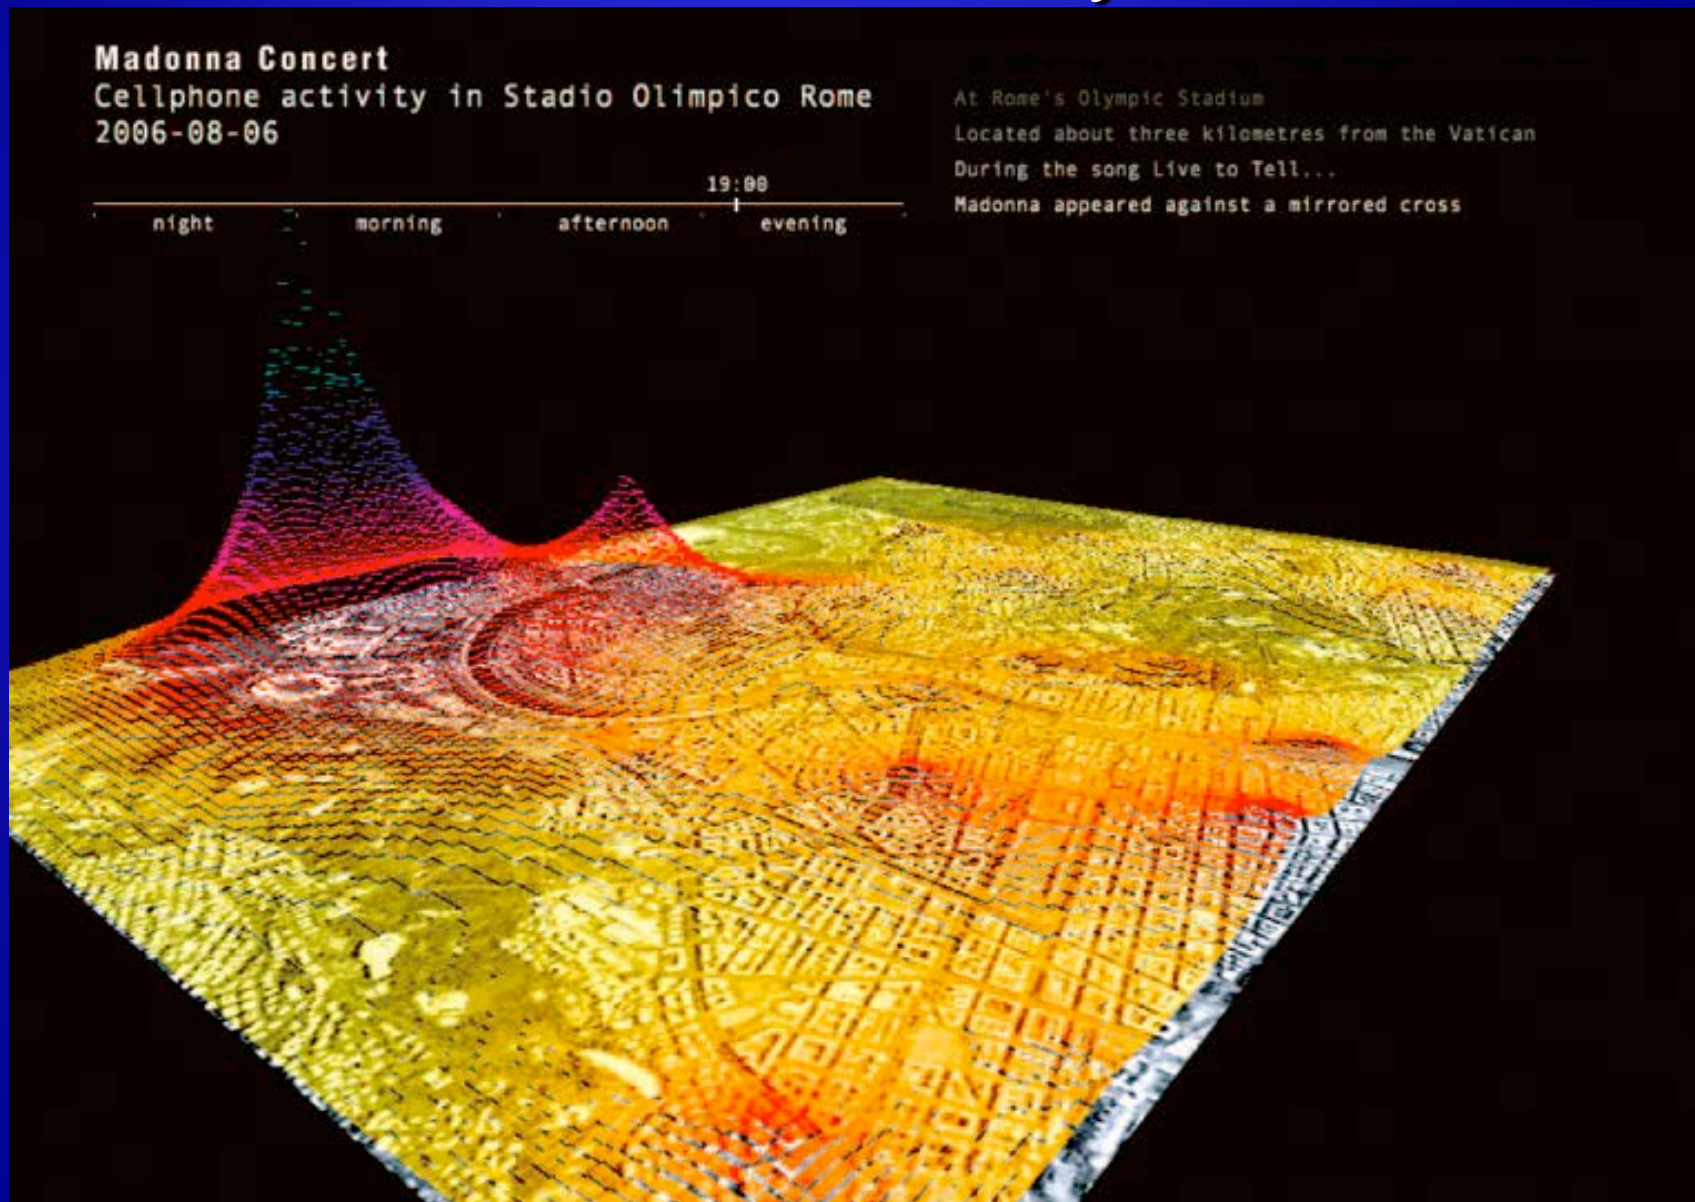 Madonna Concert
Cellphone activity in Stadio Olimpico Rome
2006-08-06
19:00
night morning afternoon evening
At Rome's Olympic Stadium
Located about three kilometres from the Vatican
During the song Live to Tell...
Madonna appeared against a mirrored cross